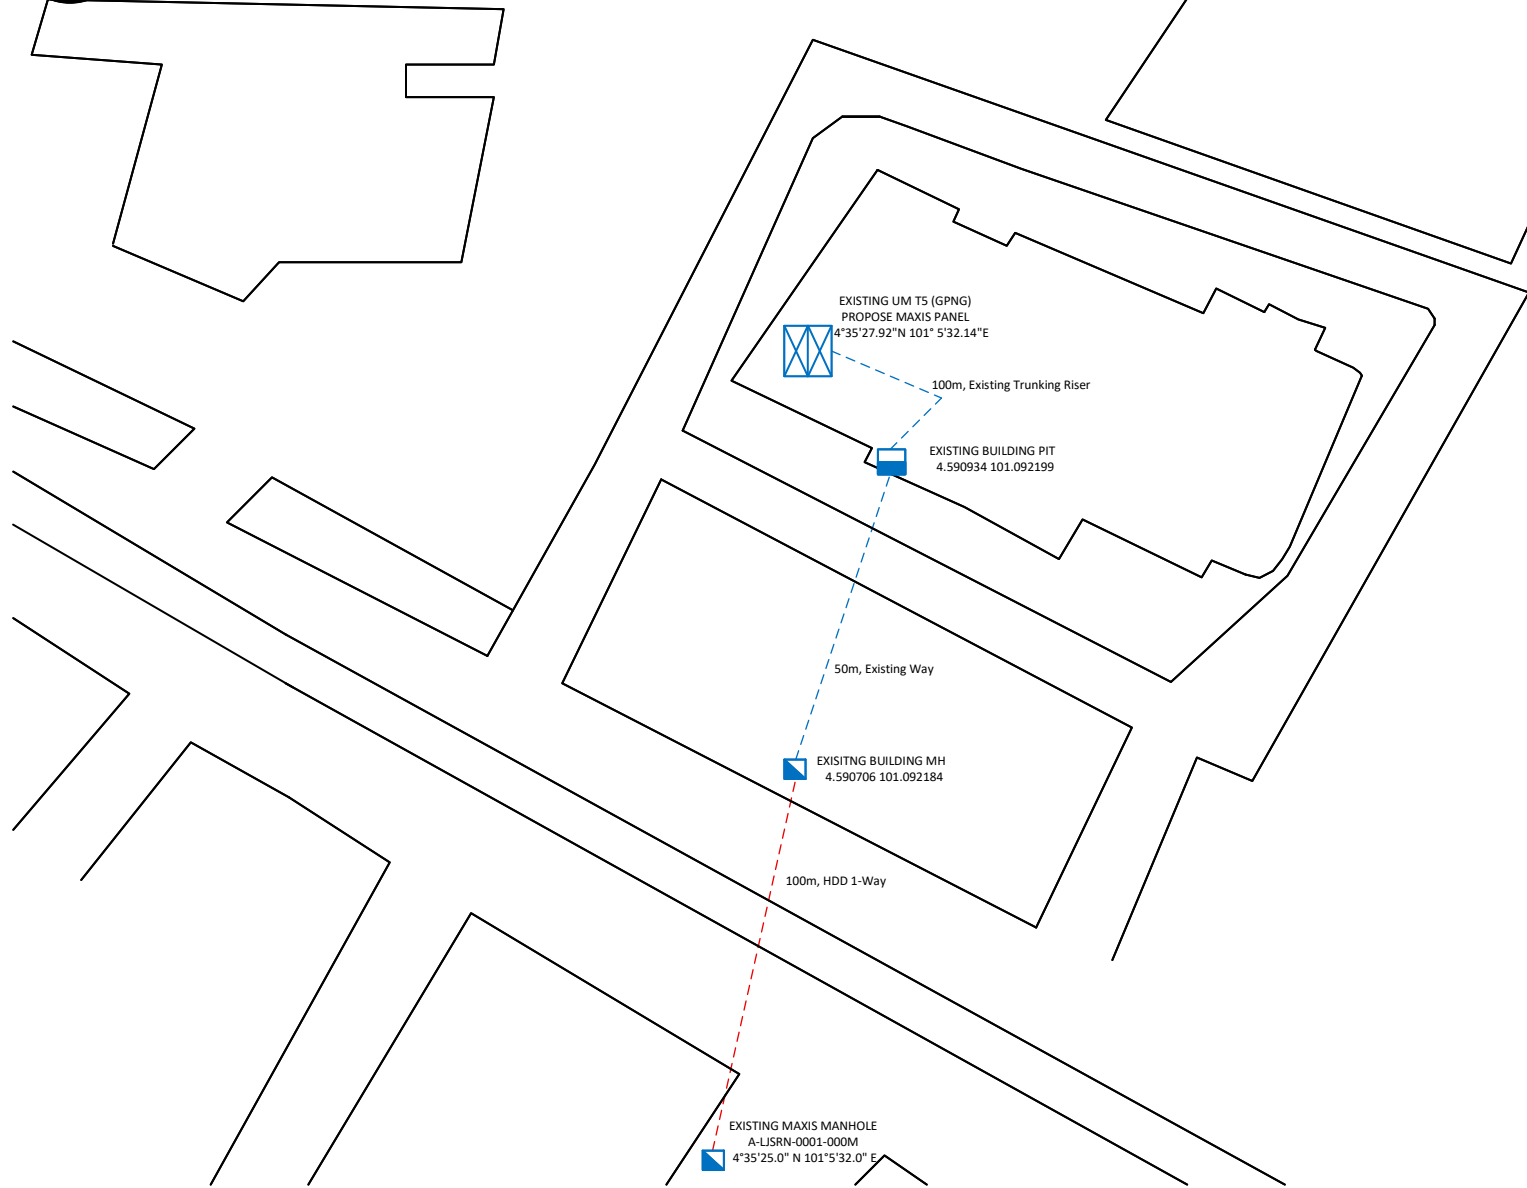 EXISTING UM T5 (GPNG)
PROPOSE MAXIS PANEL
4°35'27.92"N 101° 5'32.14"E
100m, Existing Trunking Riser
EXISTING BUILDING PIT
4.590934 101.092199
50m, Existing Way
EXISITNG BUILDING MH
4.590706 101.092184
100m, HDD 1-Way
EXISTING MAXIS MANHOLE
A-LJSRN-0001-000M
4°35'25.0" N 101°5'32.0" E